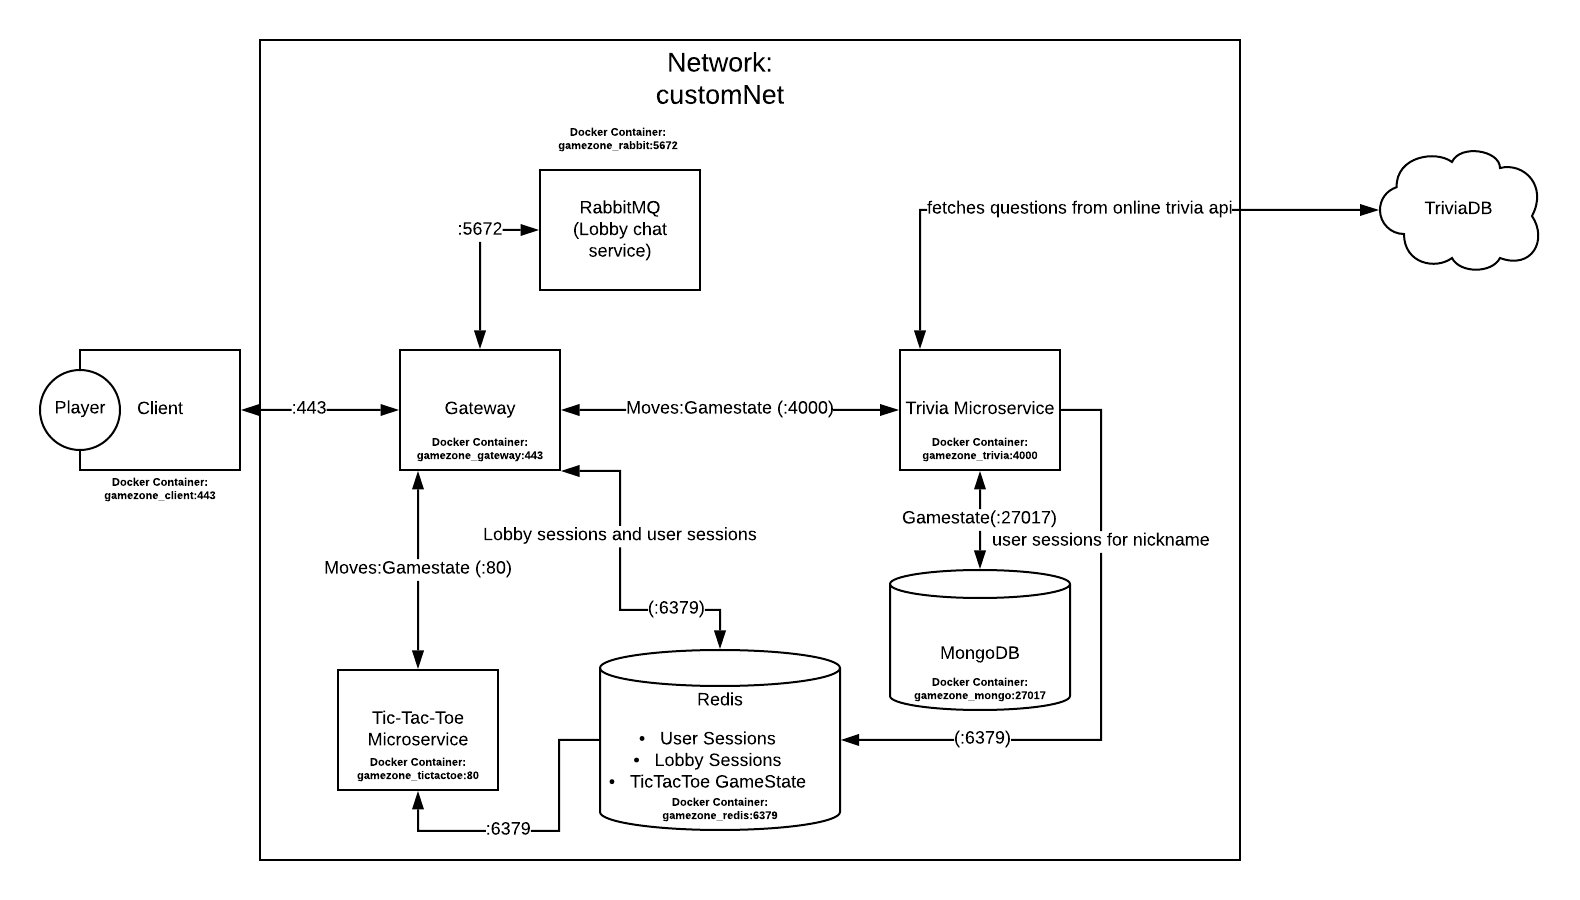 Network:
customNet
Docker Container:
gamezone_rabbit:5672
RabbitMQ
(Lobby chat
service)
:5672
fetches questions from online trivia api
TriviaDB
Player
Client
Docker Container:
gamezone_client:443
:443
Gateway
Docker Container:
gamezone_gateway:443
Moves:Gamestate (:4000)
Trivia Microservice
Docker Container:
gamezone_trivia:4000
Lobby sessions and user sessions
Moves:Gamestate (:80)
(:6379)
Gamestate(:27017)
user sessions for nickname
MongoDB
Docker Container:
gamezone_mongo:27017
(:6379)
Tic-Tac-Toe
Microservice
Docker Container:
gamezone_tictactoe:80
:6379
Redis
• User Sessions
• Lobby Sessions
• TicTacToe GameState
Docker Container:
gamezone_redis:6379